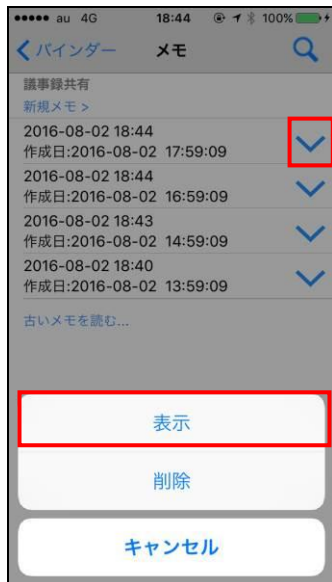 au 4G 18:44 100%
バインダー メモ
議事録共有
新規メモ >
2016-08-02 18:44
作成日:2016-08-02 17:59:09
2016-08-02 18:44
作成日:2016-08-02 16:59:09
2016-08-02 18:43
作成日:2016-08-02 14:59:09
2016-08-02 18:40
作成日:2016-08-02 13:59:09
古いメモを読む...
表示
削除
キャンセル